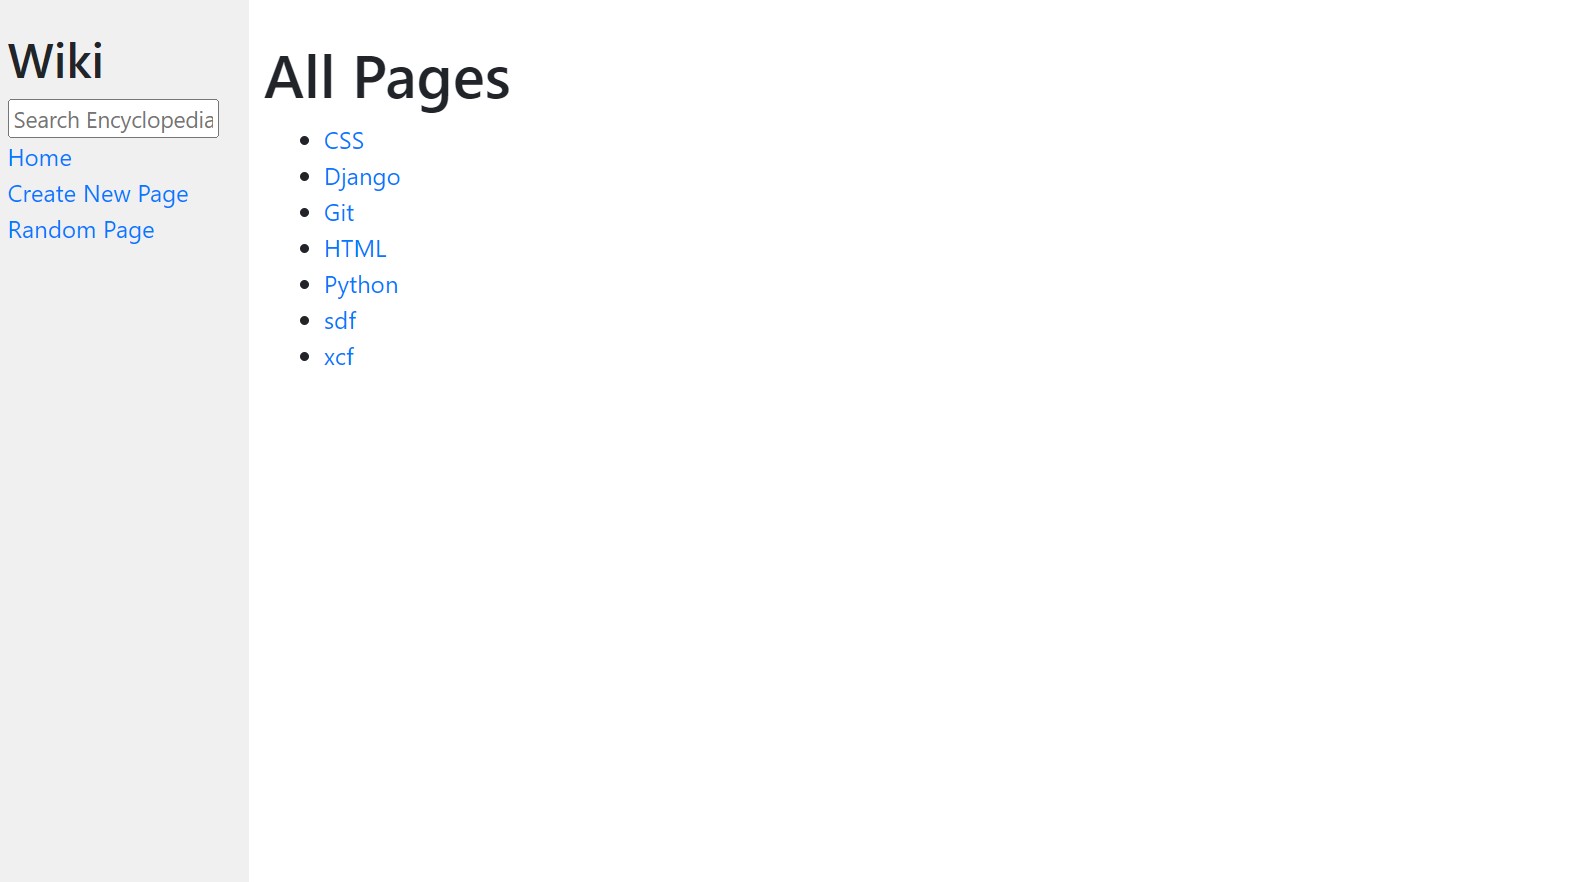 Wiki
Search Encyclopedia
Home
Create New Page
Random Page
All Pages
CSS
Django
Git
HTML
Python
sdf
xcf